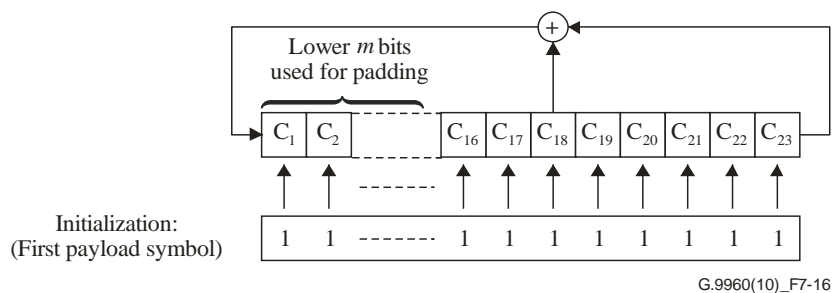 +
Lower m bits
used for padding
C1 C2 C16 C17 C18 C19 C20 C21 C22 C23
Initialization:
(First payload symbol)
1 1 1 1 1 1 1 1 1 1
G.9960(10)_F7-16